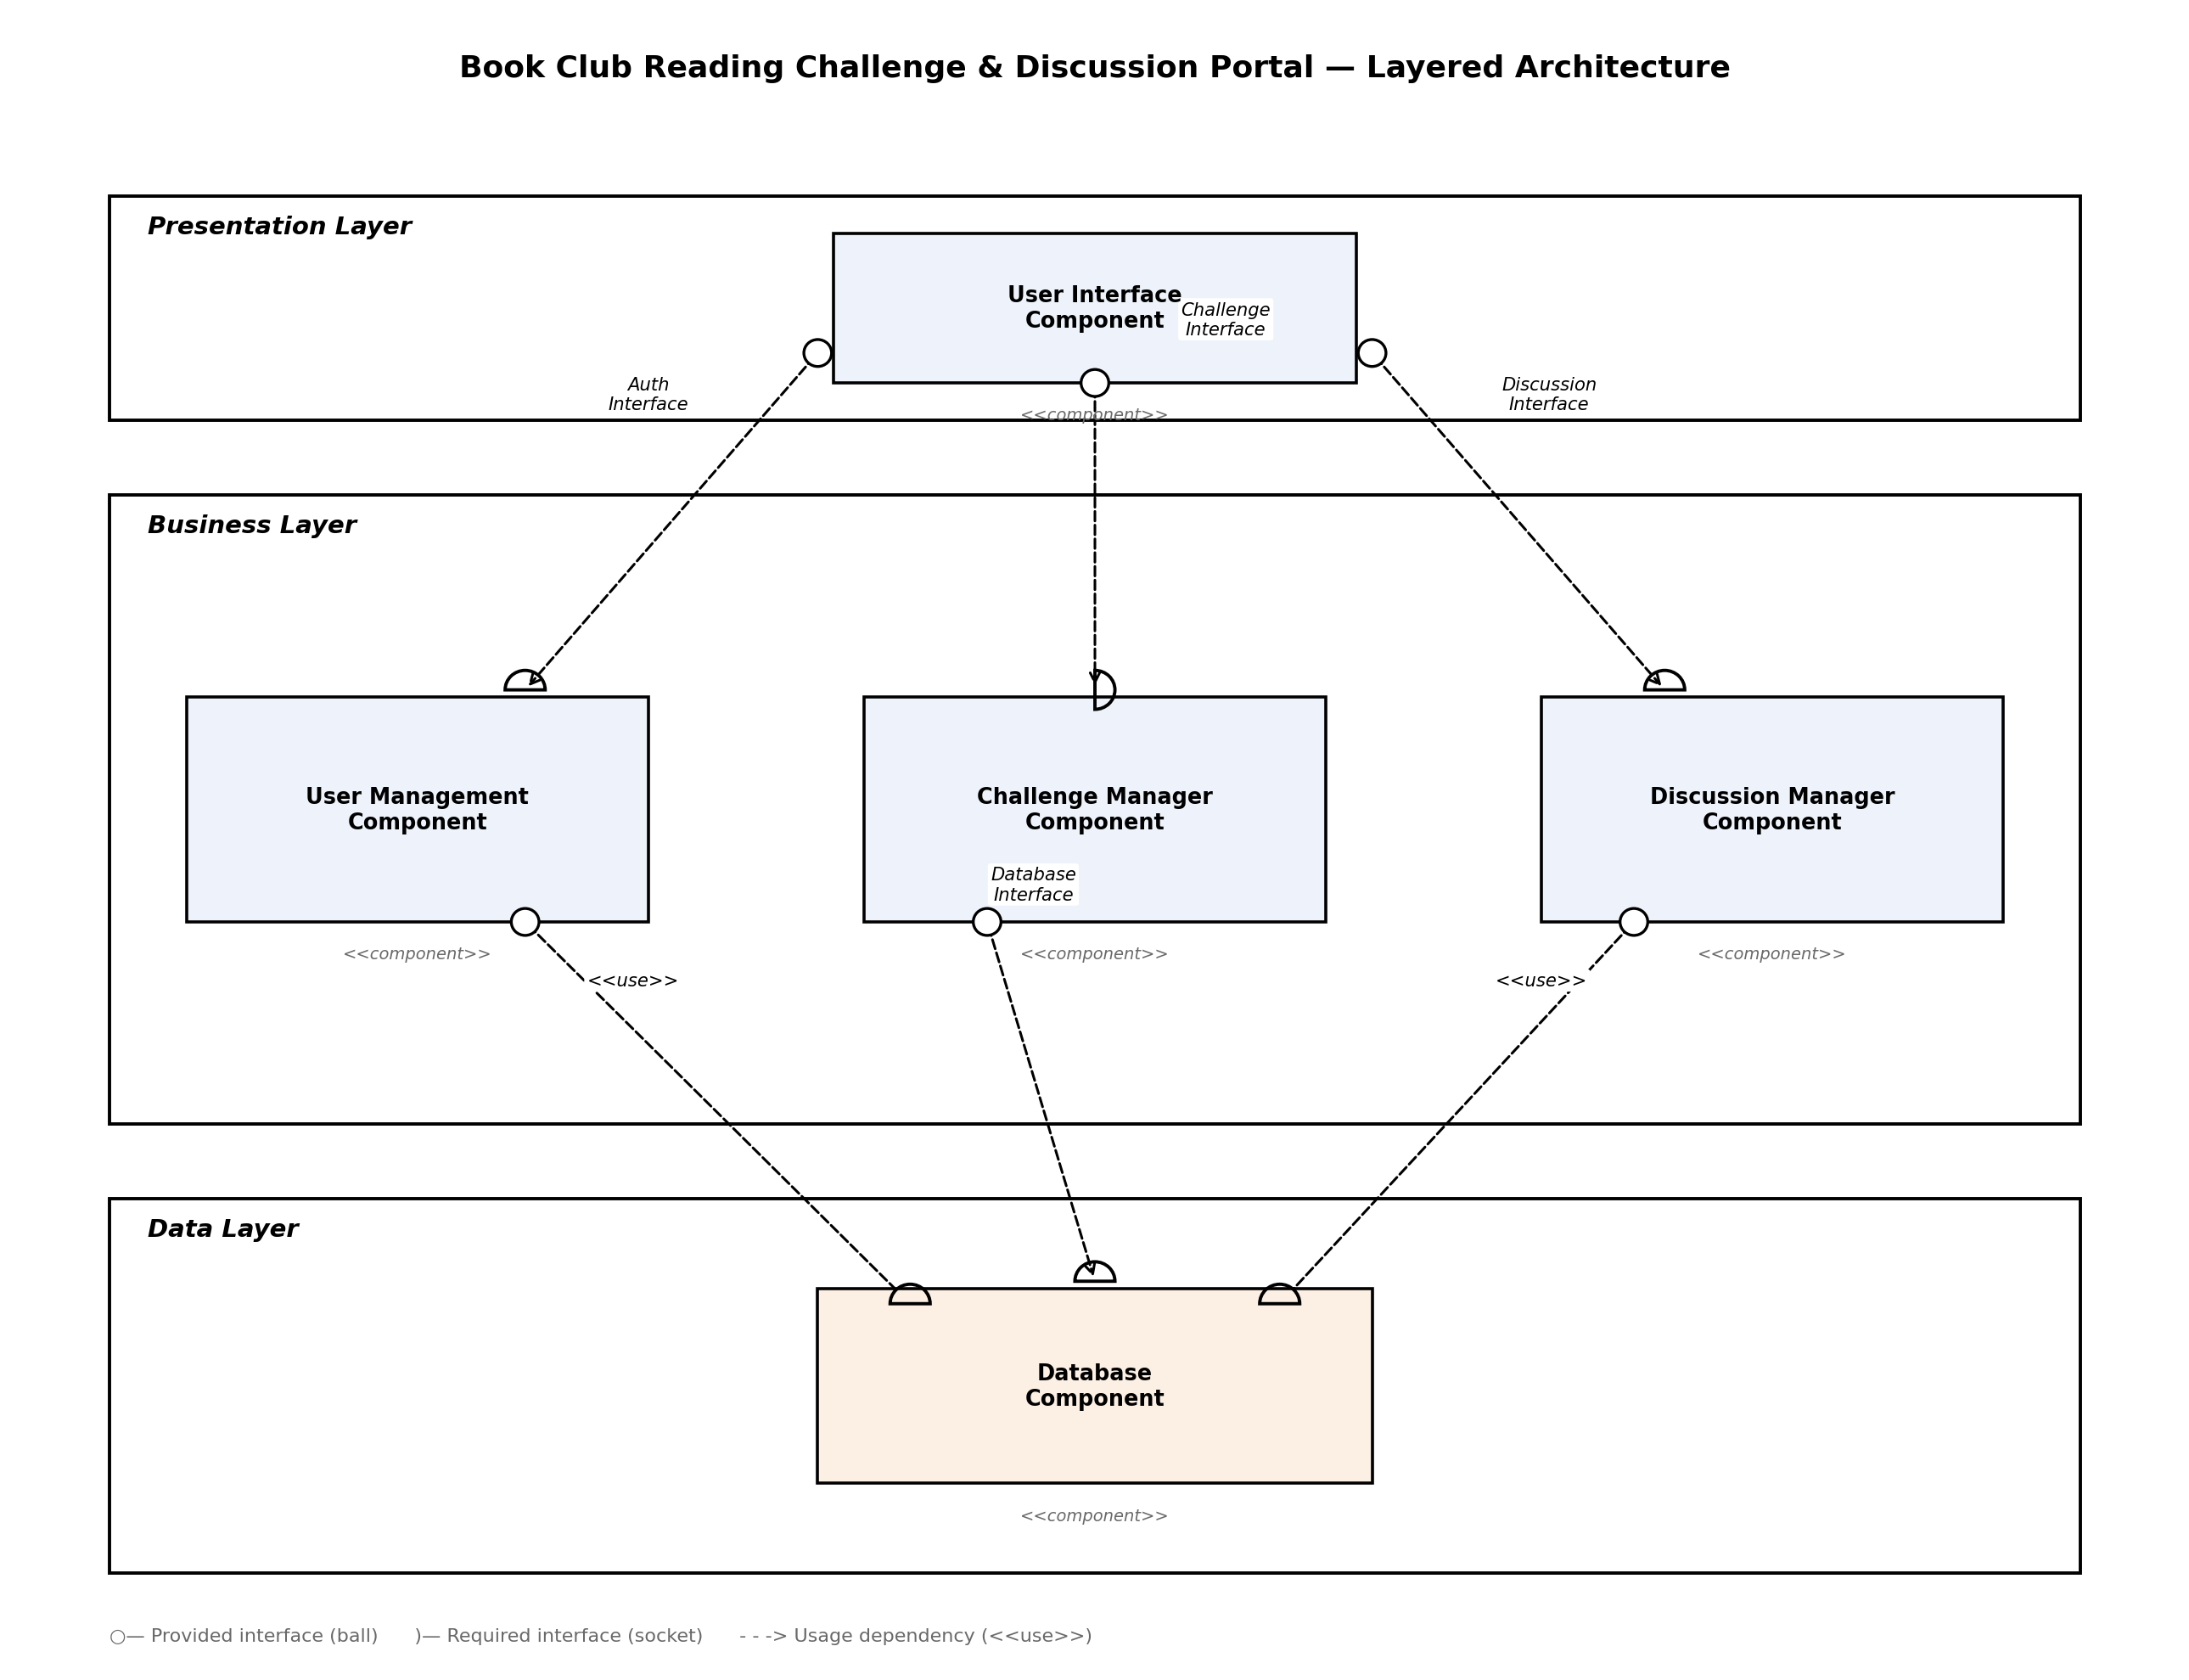 Book Club Reading Challenge & Discussion Portal — Layered Architecture
Presentation Layer
User Interface
Component
Challenge
Interface
Auth
Interface
Discussion
Interface
<<component>>
Business Layer
User Management
Component
Challenge Manager
Component
Discussion Manager
Component
Database
Interface
<<component>>
<<component>>
<<component>>
<<use>>
<<use>>
Data Layer
Database
Component
<<component>>
○— Provided interface (ball) )— Required interface (socket) - - -> Usage dependency (<<use>>)